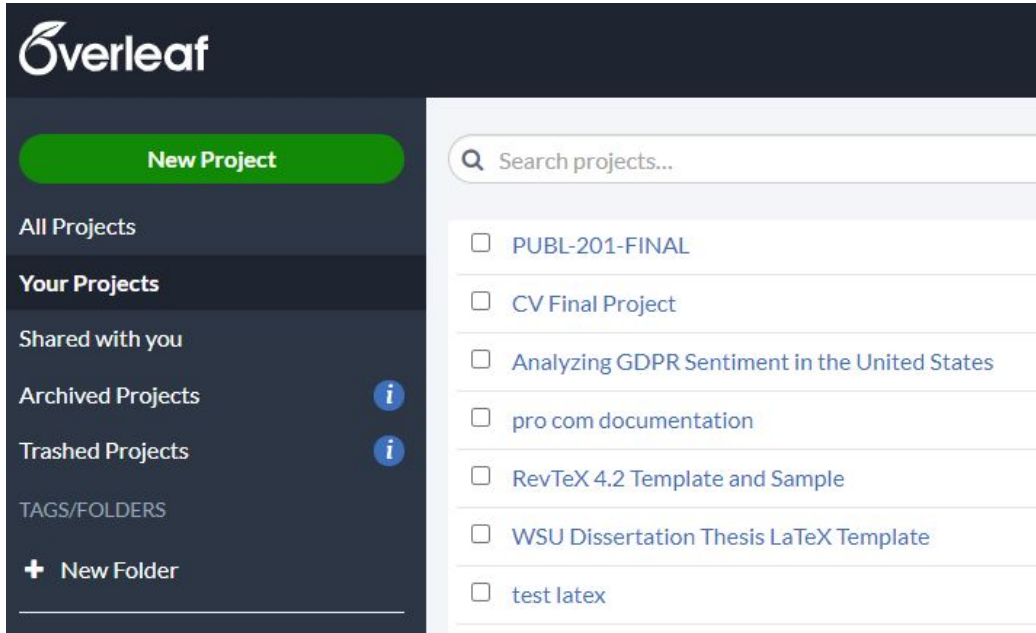 Overleaf
New Project
All Projects
Your Projects
Shared with you
Archived Projects
Trashed Projects
TAGS/FOLDERS
New Folder
Search projects...
PUBL-201-FINAL
CV Final Project
Analyzing GDPR Sentiment in the United States
pro com documentation
RevTeX 4.2 Template and Sample
WSU Dissertation Thesis LaTeX Template
test latex